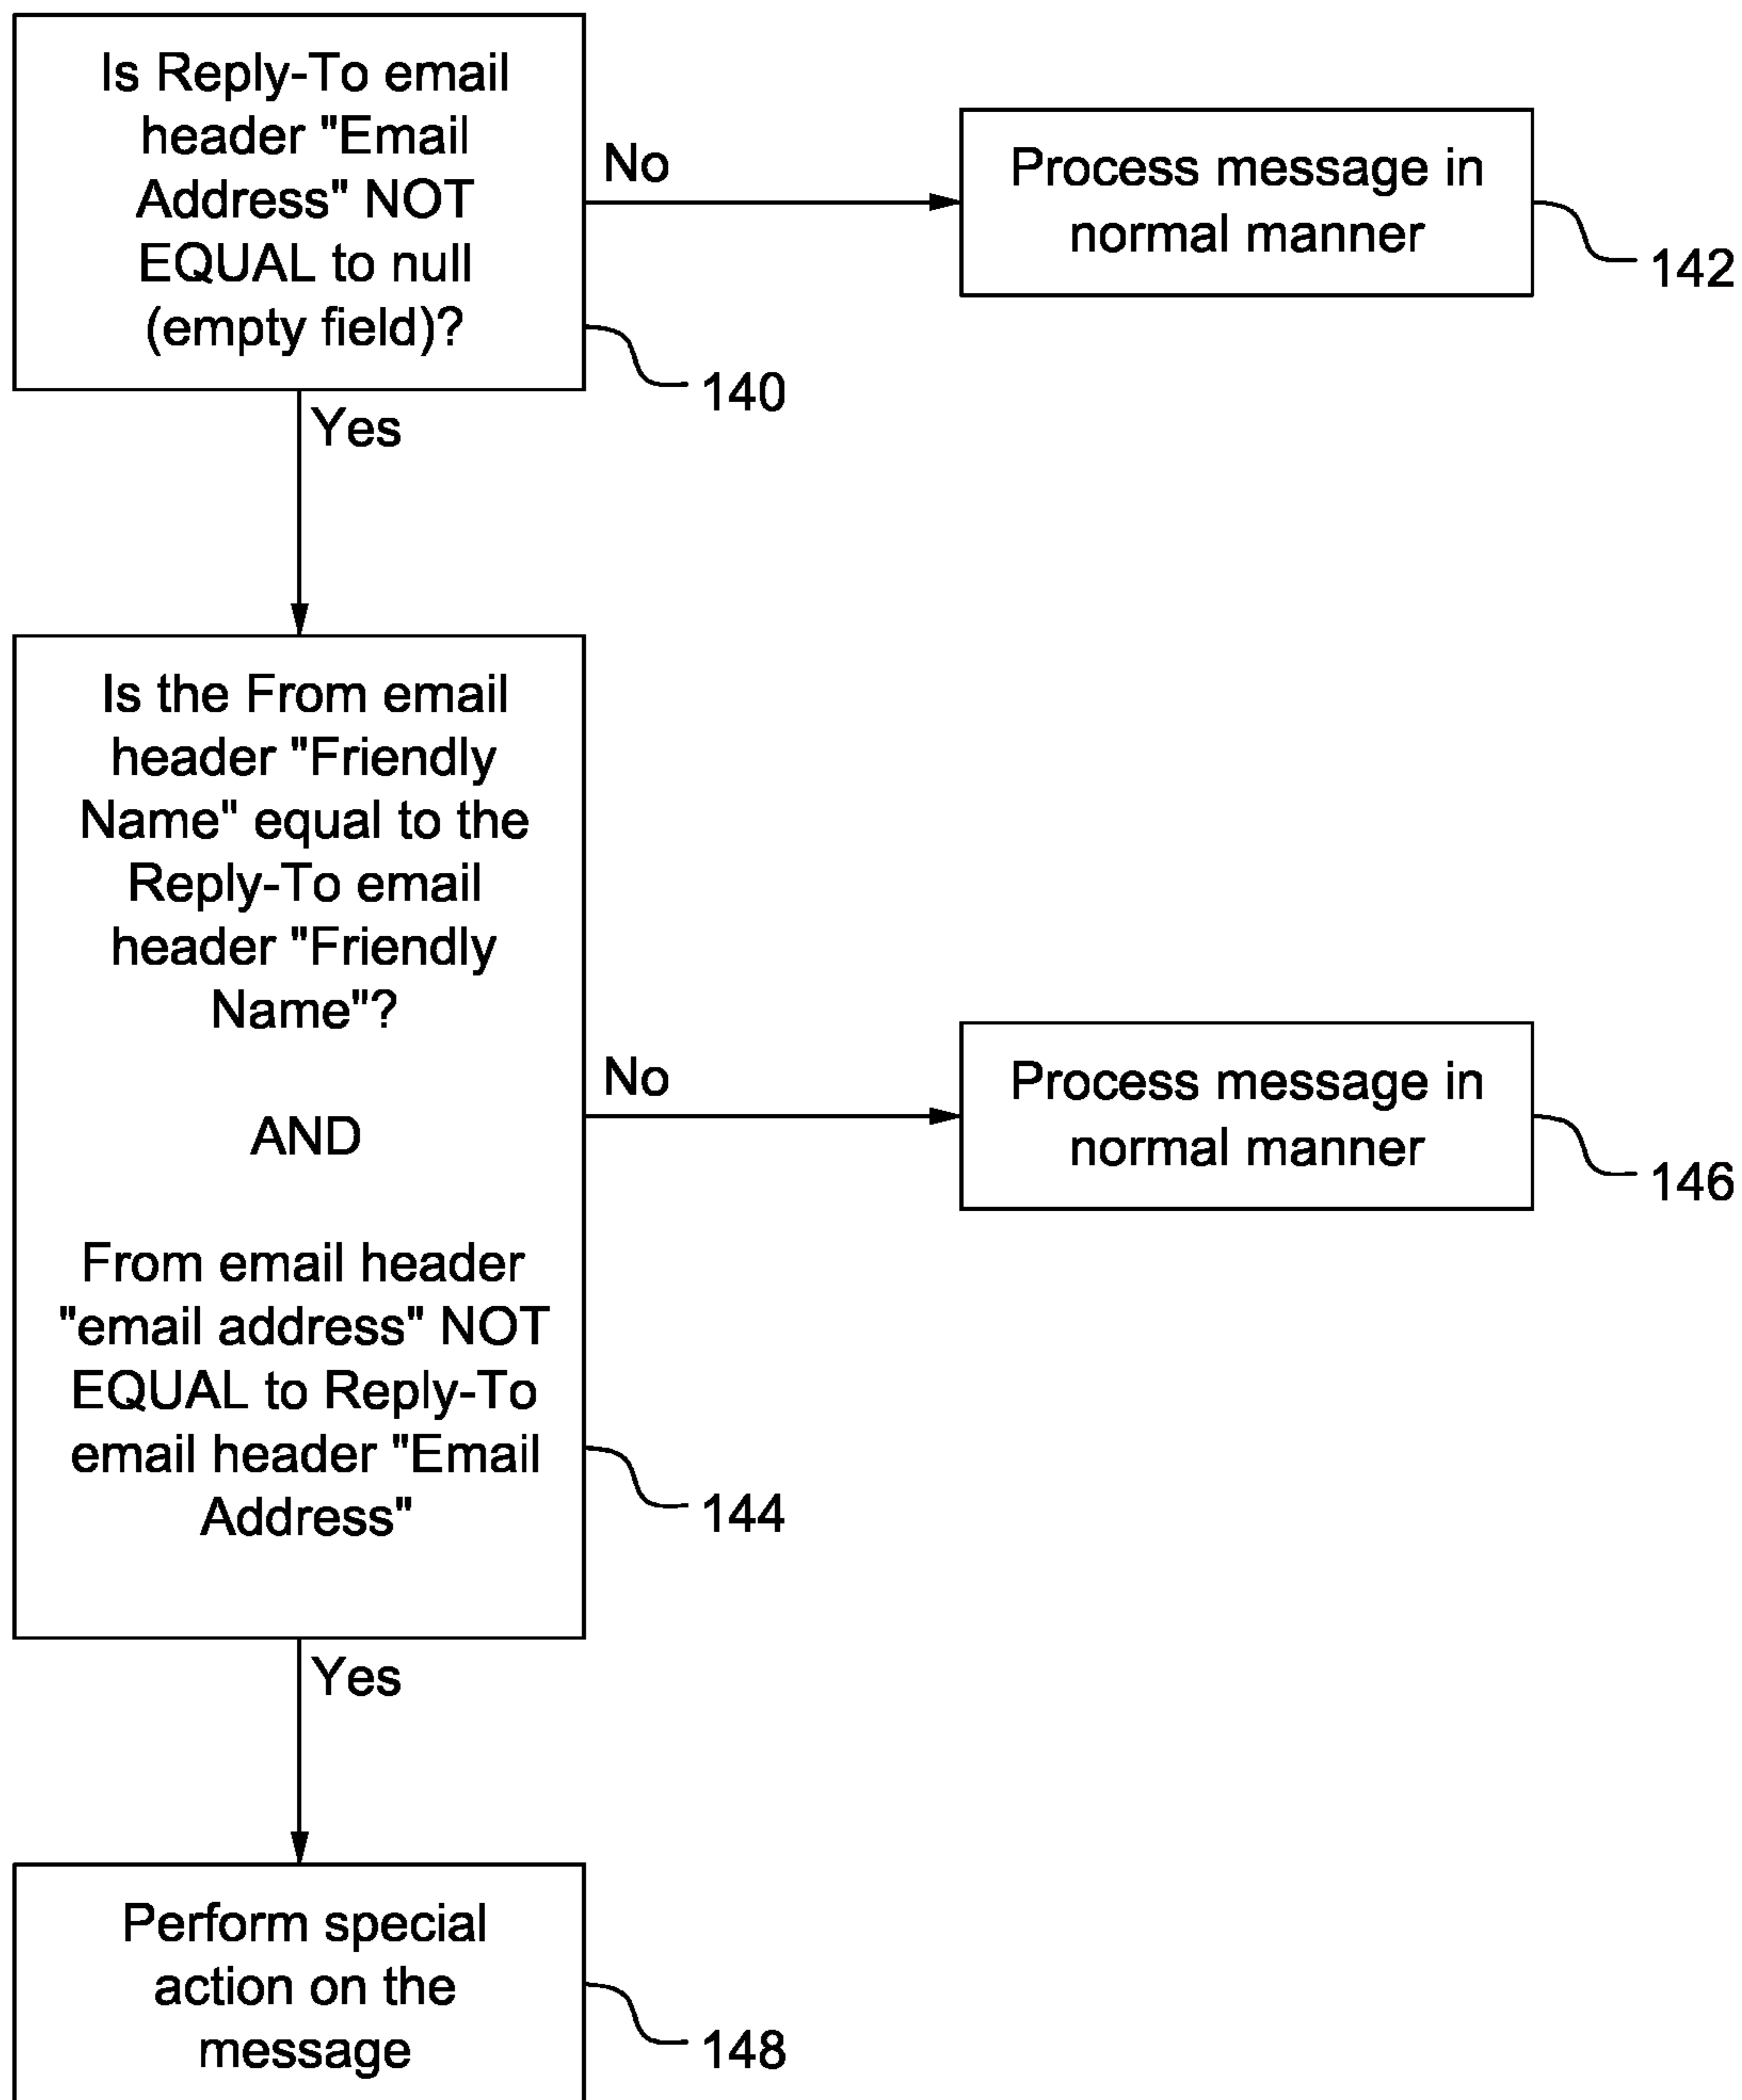 Is Reply-To email
header "Email
Address" NOT
EQUAL to null
(empty field)?
No
Process message in
normal manner
142
140
Yes
Is the From email
header "Friendly
Name" equal to the
Reply-To email
header "Friendly
Name"?
AND
From email header
"email address" NOT
EQUAL to Reply-To
email header "Email
Address"
No
Process message in
normal manner
146
144
Yes
Perform special
action on the
message
148